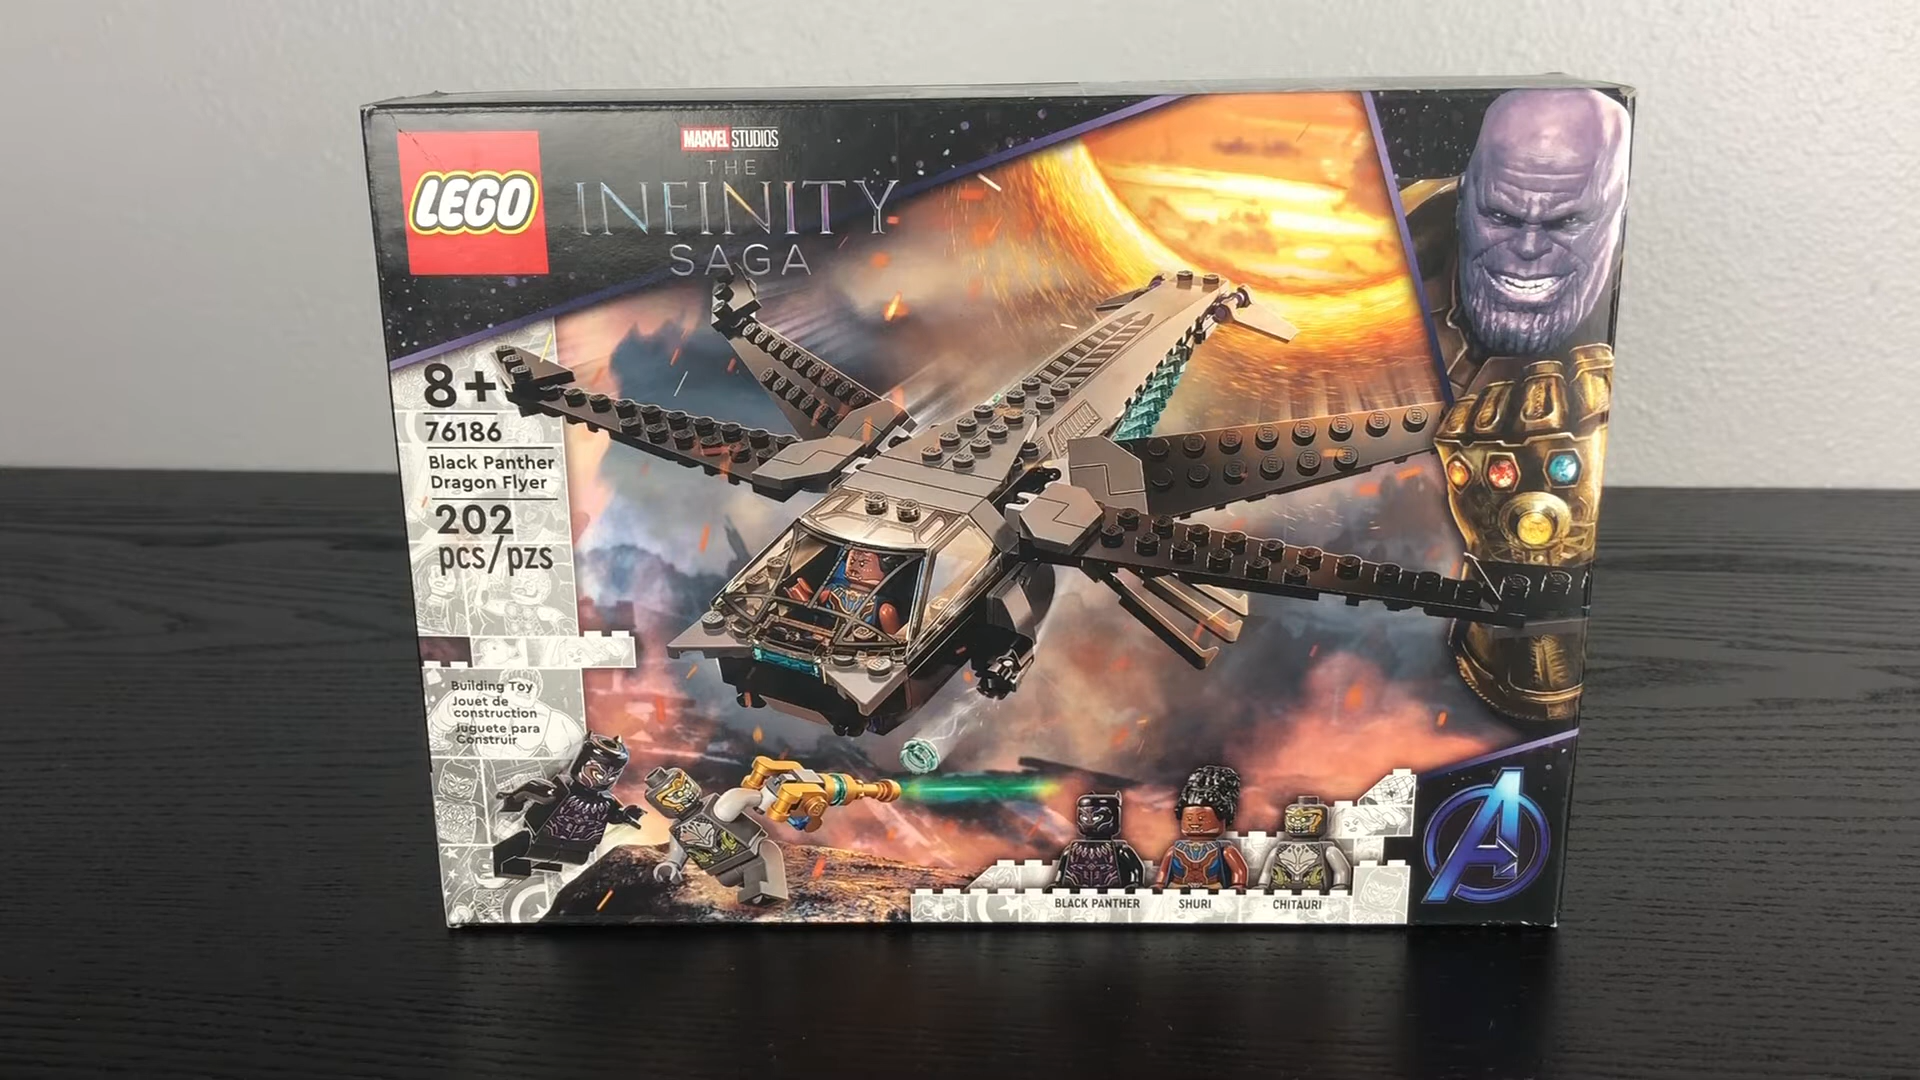 LEGO
MARVEL STUDIOS
THE
INFINITY
SAGA
8+
76186
Black Panther
Dragon Flyer
202
pcs/pzs
Building Toy
Jouet de
construction
Juguete para
Construir
BLACK PANTHER
SHURI
CHITAURI